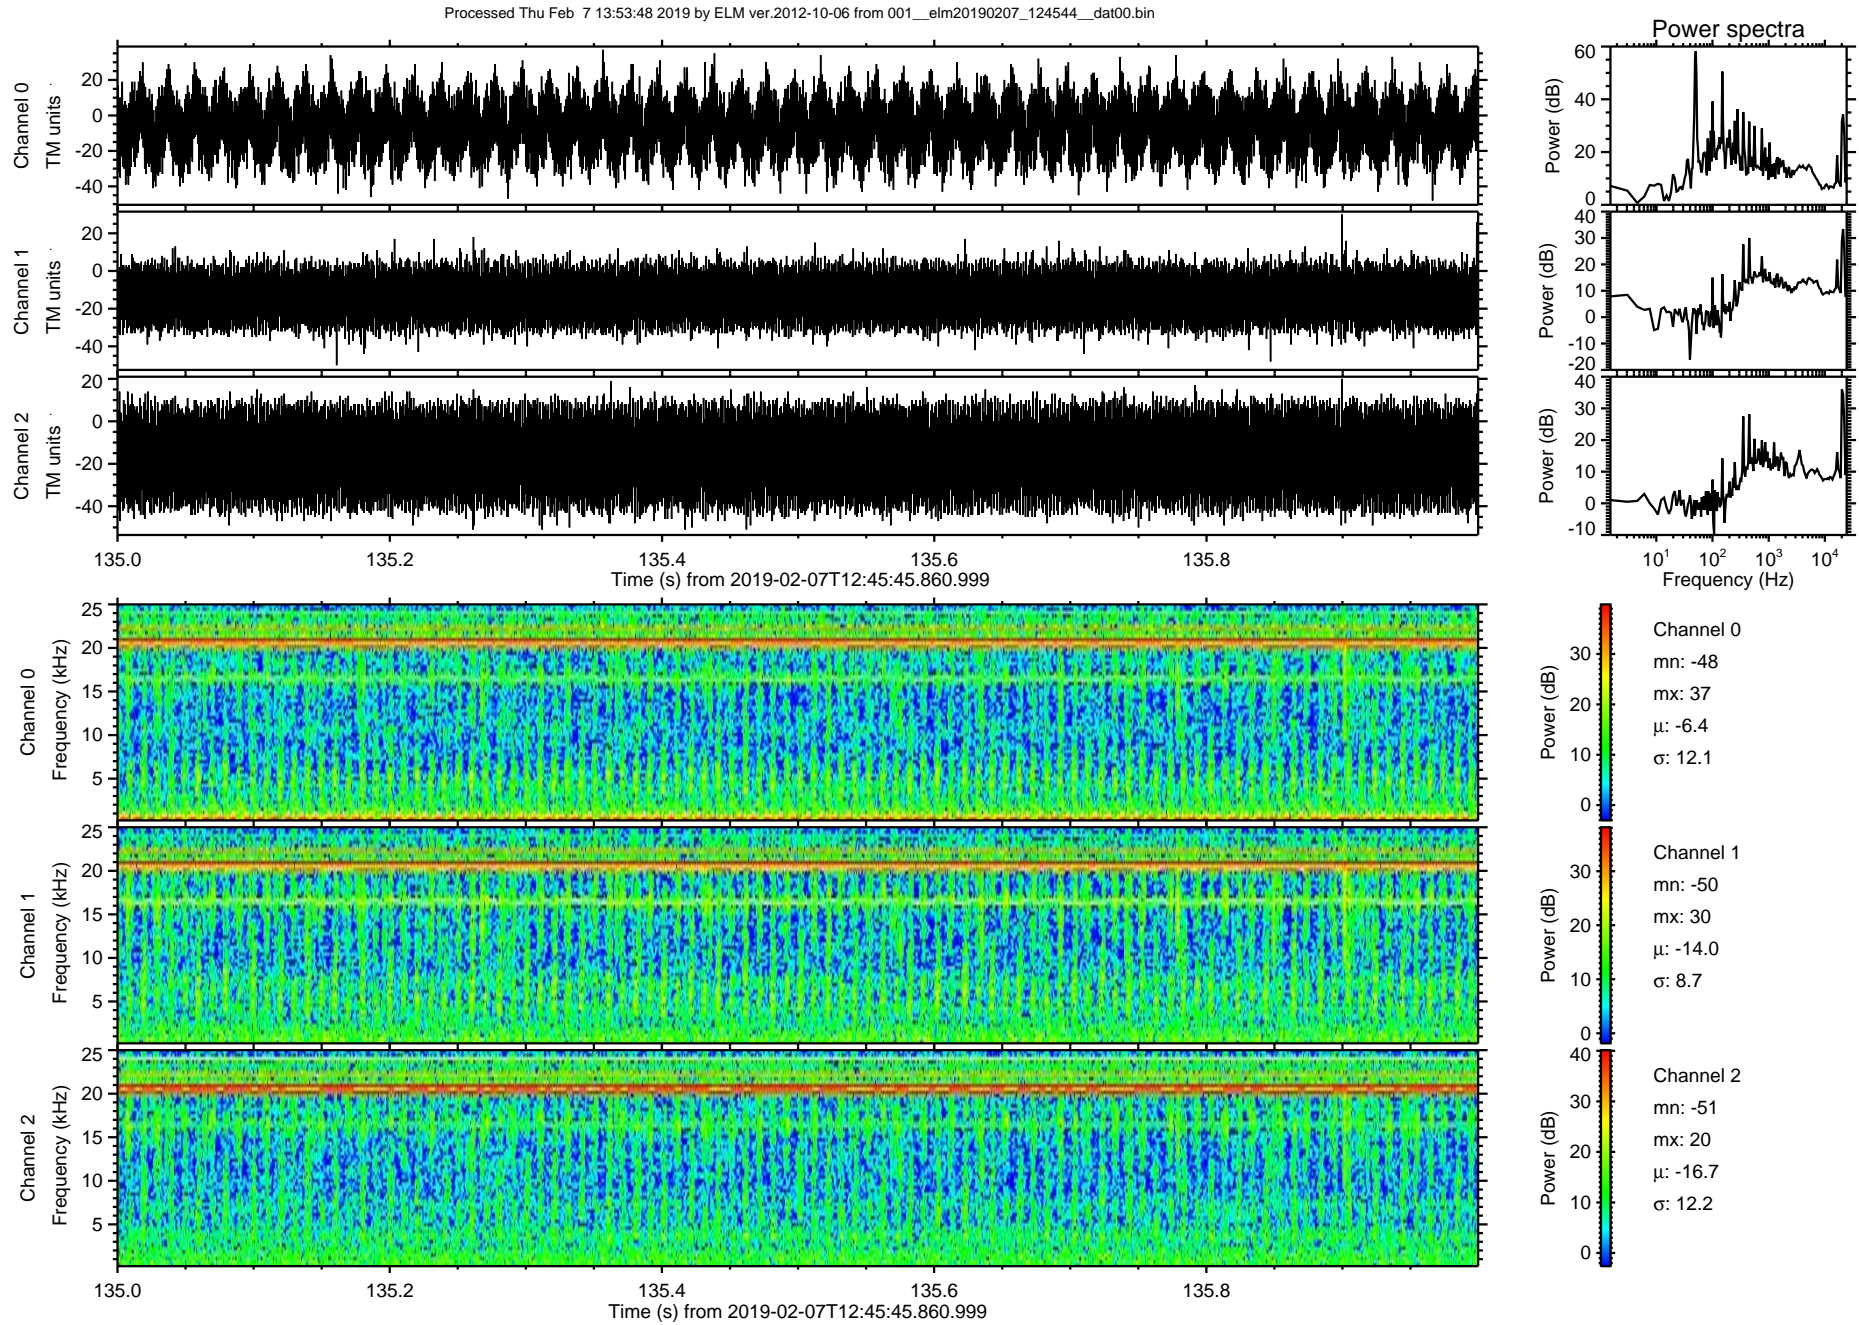 Processed Thu Feb  7 13:53:48 2019 by ELM ver.2012-10-06 from 001__elm20190207_124544__dat00.bin
Power spectra
Channel 0
TM units
20
0
-20
-40
Power (dB)
60
40
20
0
Channel 1
TM units
20
0
-20
-40
Power (dB)
40
30
20
10
0
-10
-20
Channel 2
TM units
20
0
-20
-40
Power (dB)
40
30
20
10
0
-10
135.0 135.2 135.4 135.6 135.8
Time (s) from 2019-02-07T12:45:45.860.999
10^1 10^2 10^3 10^4
Frequency (Hz)
Channel 0
Frequency (kHz)
25
20
15
10
5
Power (dB)
30
20
10
0
Channel 0
mn: -48
mx: 37
μ: -6.4
σ: 12.1
Channel 1
Frequency (kHz)
25
20
15
10
5
Power (dB)
30
20
10
0
Channel 1
mn: -50
mx: 30
μ: -14.0
σ: 8.7
Channel 2
Frequency (kHz)
25
20
15
10
5
Power (dB)
40
30
20
10
0
Channel 2
mn: -51
mx: 20
μ: -16.7
σ: 12.2
135.0 135.2 135.4 135.6 135.8
Time (s) from 2019-02-07T12:45:45.860.999